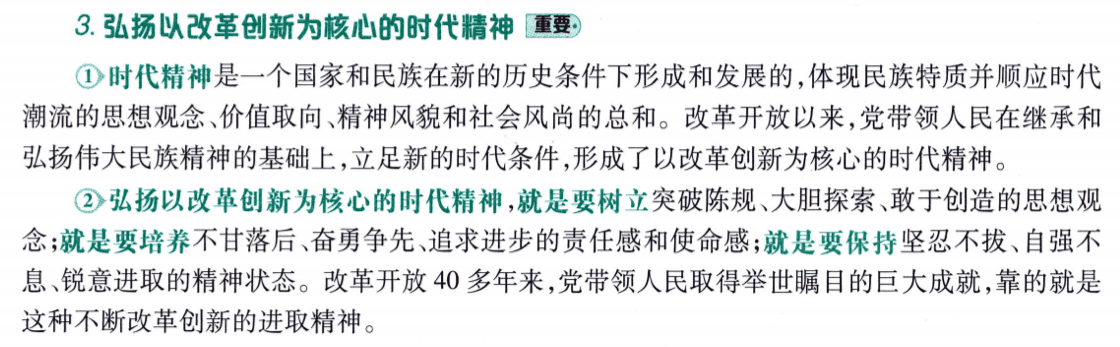 3. 弘扬以改革创新为核心的时代精神 重要
①时代精神是一个国家和民族在新的历史条件下形成和发展的,体现民族特质并顺应时代
潮流的思想观念、价值取向、精神风貌和社会风尚的总和。改革开放以来,党带领人民在继承和
弘扬伟大民族精神的基础上,立足新的时代条件,形成了以改革创新为核心的时代精神。
②弘扬以改革创新为核心的时代精神,就是要树立突破陈规、大胆探索、敢于创造的思想观
念;就是要培养不甘落后、奋勇争先、追求进步的责任感和使命感;就是要保持坚忍不拔、自强不
息、锐意进取的精神状态。改革开放 40 多年来,党带领人民取得举世瞩目的巨大成就,靠的就是
这种不断改革创新的进取精神。